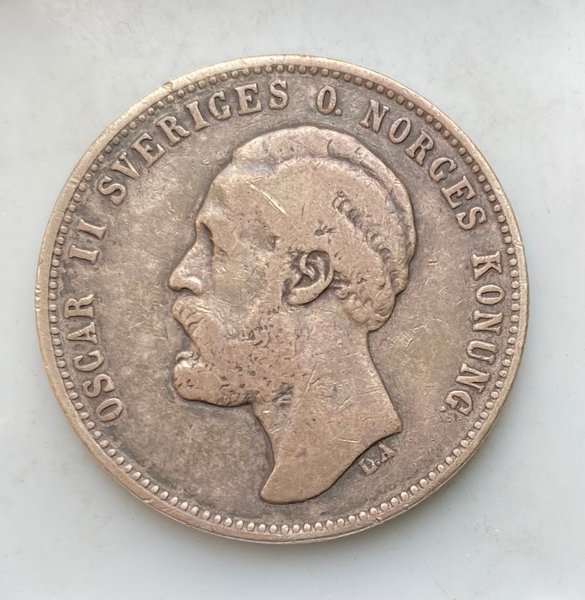 OSCAR II SVERIGES O. NORGES KONUNG.
D.A